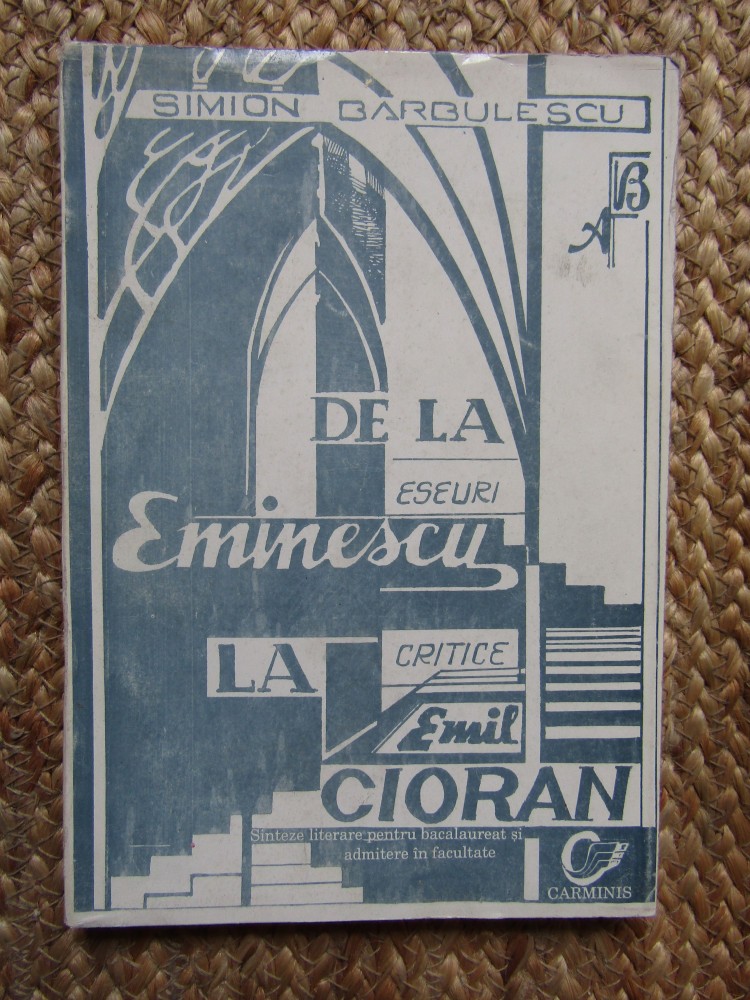 SIMION BARBULESCU
AB
DE LA
ESEURI
Eminescu
LA
CRITICE
Emil
CIORAN
Sinteze literare pentru bacalaureat și
admitere în facultate
CARMINIS